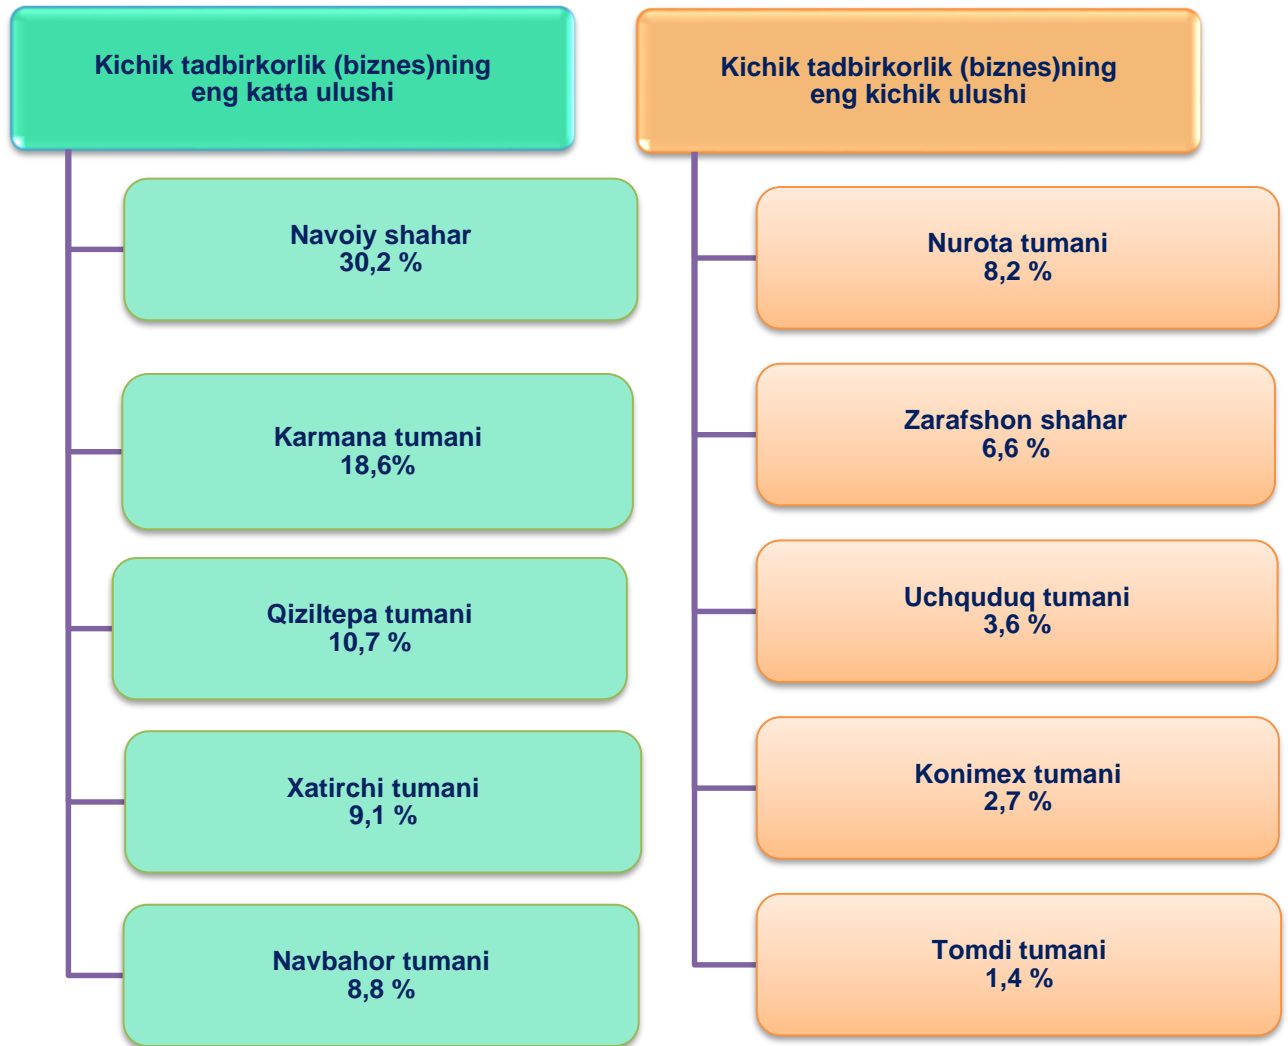 Kichik tadbirkorlik (biznes)ning
eng katta ulushi
Navoiy shahar
30,2 %
Karmana tumani
18,6%
Qiziltepa tumani
10,7 %
Xatirchi tumani
9,1 %
Navbahor tumani
8,8 %
Kichik tadbirkorlik (biznes)ning
eng kichik ulushi
Nurota tumani
8,2 %
Zarafshon shahar
6,6 %
Uchquduq tumani
3,6 %
Konimex tumani
2,7 %
Tomdi tumani
1,4 %